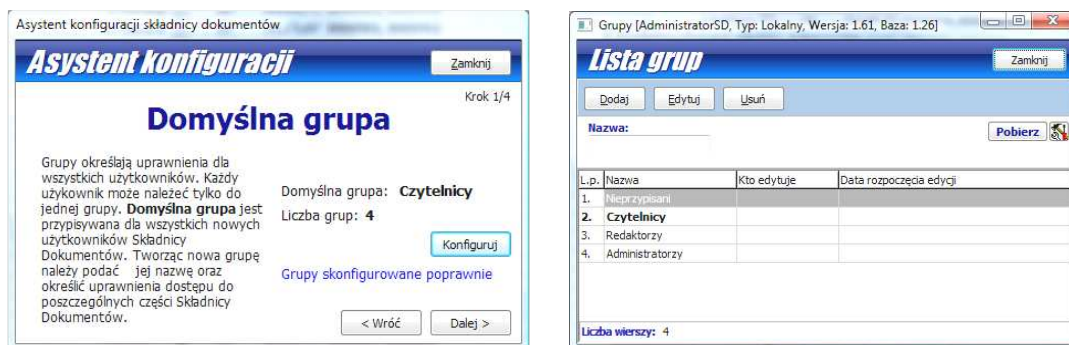 Asystent konfiguracji składnicy dokumentów
Asystent konfiguracji
Zamknij
Krok 1/4
Domyślna grupa
Grupy określają uprawnienia dla
wszystkich użytkowników. Każdy
użykownik może należeć tylko do
jednej grupy. Domyślna grupa jest
przypisywana dla wszystkich nowych
użytkowników Składnicy
Dokumentów. Tworząc nowa grupę
należy podać jej nazwę oraz
określić uprawnienia dostępu do
poszczególnych części Składnicy
Dokumentów.
Domyślna grupa: Czytelnicy
Liczba grup: 4
Konfiguruj
Grupy skonfigurowane poprawnie
< Wróć
Dalej >
Grupy [AdministratorSD, Typ: Lokalny, Wersja: 1.61, Baza: 1.26]
Lista grup
Zamknij
Dodaj Edytuj Usuń
Nazwa:
Pobierz
L.p. Nazwa Kto edytuje Data rozpoczęcia edycji
1. Nieprzypisani
2. Czytelnicy
3. Redaktorzy
4. Administratorzy
Liczba wierszy: 4